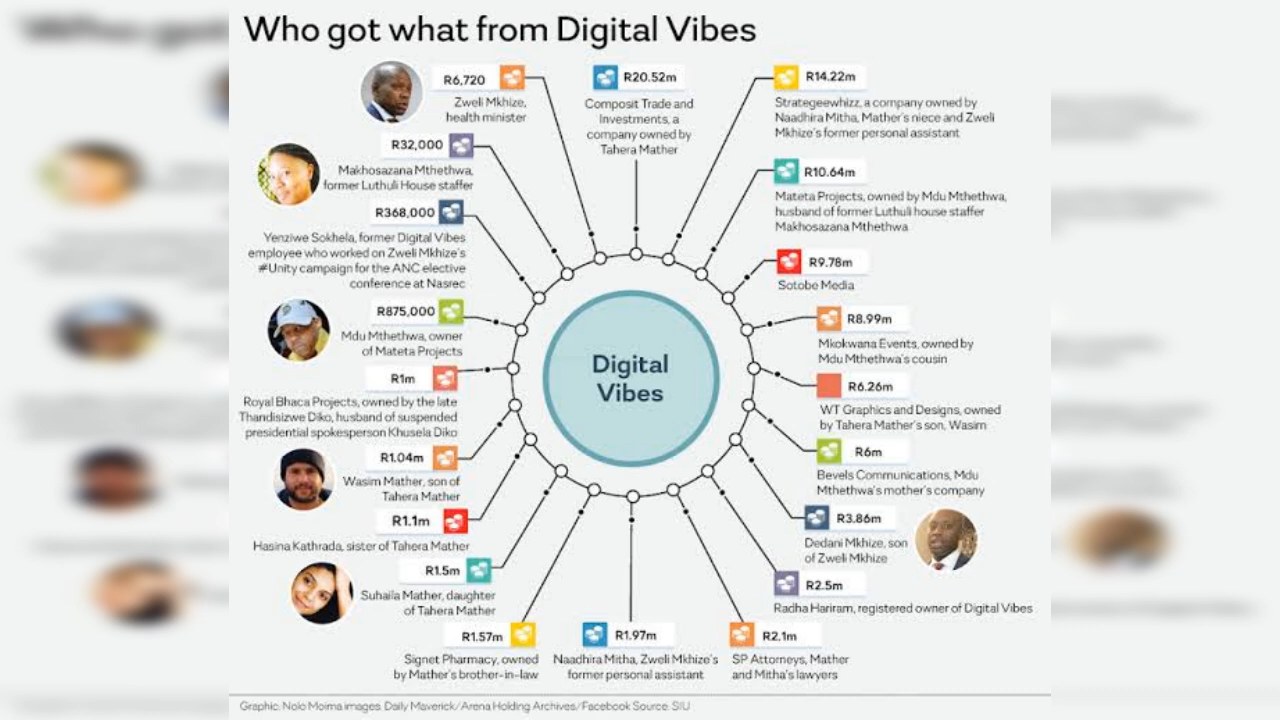 Who got what from Digital Vibes
R6,720
Zweli Mkhize,
health minister
R32,000
Makhosazana Mthethwa,
former Luthuli House staffer
R368,000
Yenziwe Sokhela, former Digital Vibes
employee who worked on Zweli Mkhize's
#Unity campaign for the ANC elective
conference at Nasrec
R875,000
Mdu Mthethwa, owner
of Mateta Projects
R1m
Royal Bhaca Projects, owned by the late
Thandisizwe Diko, husband of suspended
presidential spokesperson Khusela Diko
R1.04m
Wasim Mather, son of
Tahera Mather
R1.1m
Hasina Kathrada, sister of Tahera Mather
R1.5m
Suhaila Mather, daughter
of Tahera Mather
R1.57m
Signet Pharmacy, owned
by Mather's brother-in-law
R20.52m
Composit Trade and
Investments, a
company owned by
Tahera Mather
Digital
Vibes
R1.97m
Naadhira Mitha, Zweli Mkhize's
former personal assistant
R14.22m
Strategeewhizz, a company owned by
Naadhira Mitha, Mather's niece and Zweli
Mkhize's former personal assistant
R10.64m
Mateta Projects, owned by Mdu Mthethwa,
husband of former Luthuli house staffer
Makhosazana Mthethwa
R9.78m
Sotobe Media
R8.99m
Mkokwana Events, owned by
Mdu Mthethwa's cousin
R6.26m
WT Graphics and Designs, owned
by Tahera Mather's son, Wasim
R6m
Bevels Communications, Mdu
Mthethwa's mother's company
R3.86m
Dedani Mkhize, son
of Zweli Mkhize
R2.5m
Radha Hariram, registered owner of Digital Vibes
R2.1m
SP Attorneys, Mather
and Mitha's lawyers
Graphic: Nolo Moima images: Daily Maverick/Arena Holding Archives/Facebook Source: SIU